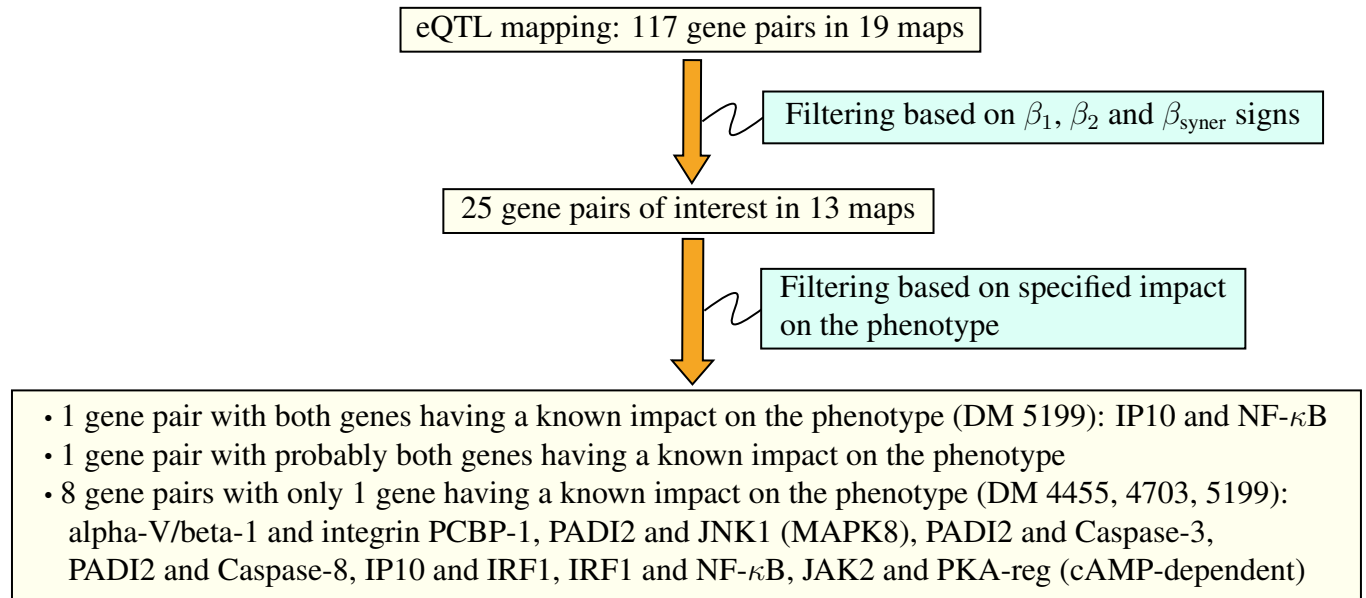 eQTL mapping: 117 gene pairs in 19 maps
Filtering based on β₁, β₂ and β_syner signs
25 gene pairs of interest in 13 maps
Filtering based on specified impact
on the phenotype
• 1 gene pair with both genes having a known impact on the phenotype (DM 5199): IP10 and NF-κB
• 1 gene pair with probably both genes having a known impact on the phenotype
• 8 gene pairs with only 1 gene having a known impact on the phenotype (DM 4455, 4703, 5199):
alpha-V/beta-1 and integrin PCBP-1, PADI2 and JNK1 (MAPK8), PADI2 and Caspase-3,
PADI2 and Caspase-8, IP10 and IRF1, IRF1 and NF-κB, JAK2 and PKA-reg (cAMP-dependent)